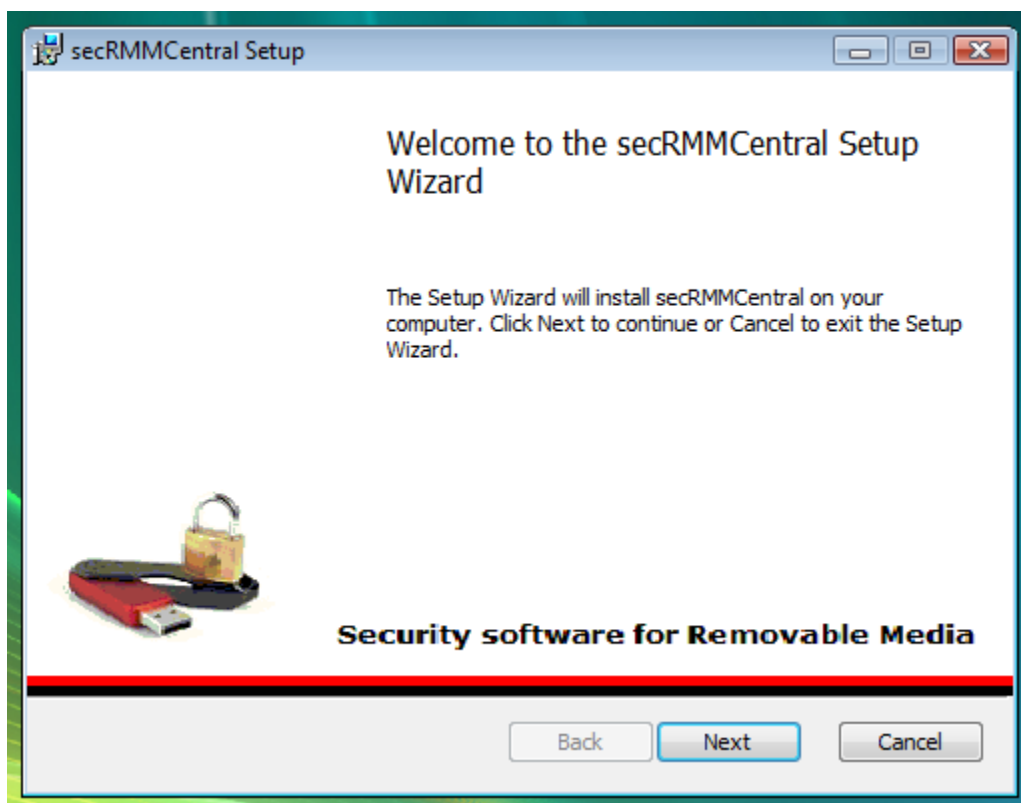 secRMMCentral Setup
Welcome to the secRMMCentral Setup
Wizard
The Setup Wizard will install secRMMCentral on your
computer. Click Next to continue or Cancel to exit the Setup
Wizard.
Security software for Removable Media
Back Next Cancel